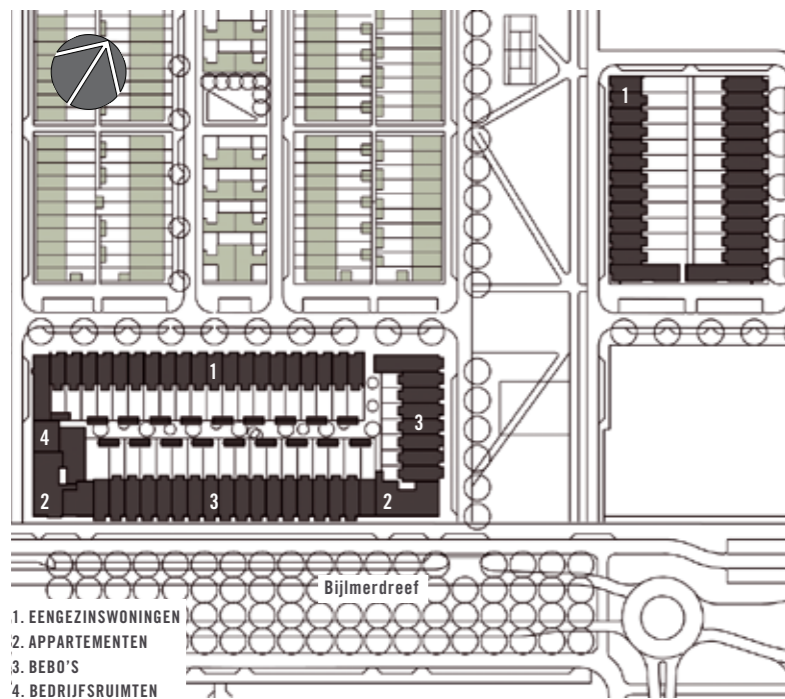 1
1
3
4
2
3
2
Bijlmerdreef
1. EENGEZINSWONINGEN
2. APPARTEMENTEN
3. BEBO'S
4. BEDRIJFSRUIMTEN